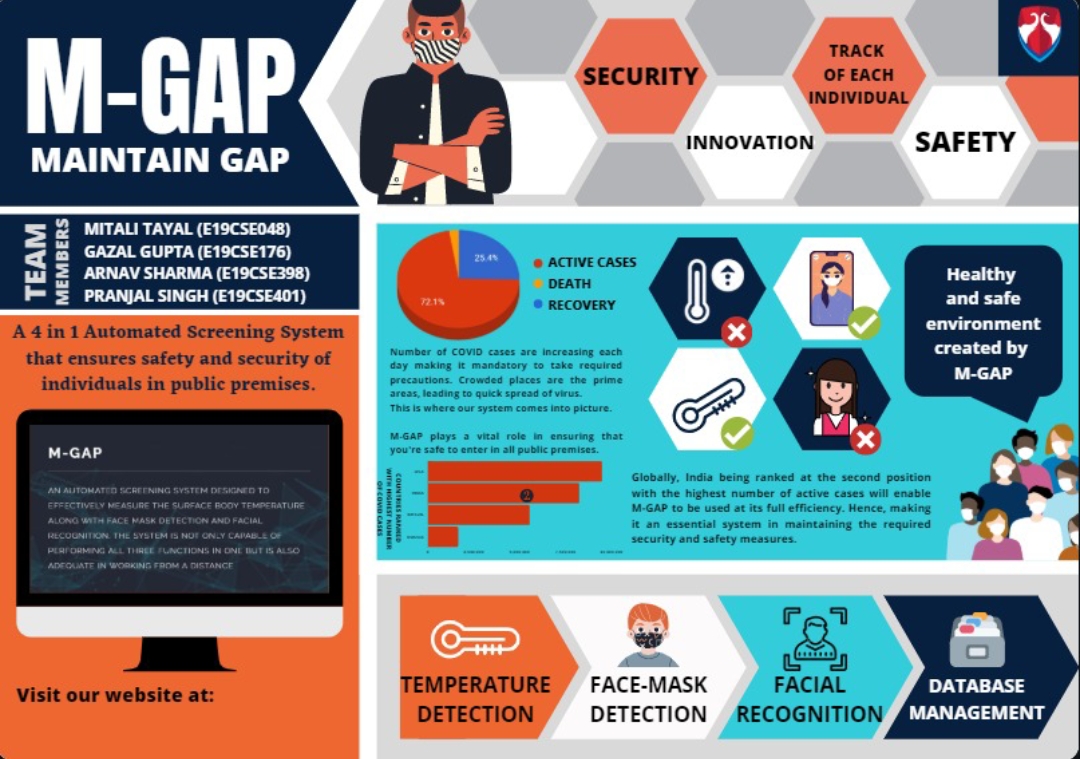 M-GAP
MAINTAIN GAP
SECURITY
TRACK
OF EACH
INDIVIDUAL
INNOVATION
SAFETY
TEAM
MEMBERS
MITALI TAYAL (E19CSE048)
GAZAL GUPTA (E19CSE176)
ARNAV SHARMA (E19CSE398)
PRANJAL SINGH (E19CSE401)
A 4 in 1 Automated Screening System
that ensures safety and security of
individuals in public premises.
M-GAP
AN AUTOMATED SCREENING SYSTEM DESIGNED TO
EFFECTIVELY MEASURE THE SURFACE BODY TEMPERATURE
ALONG WITH FACE MASK DETECTION AND FACIAL
RECOGNITION. THE SYSTEM IS NOT ONLY CAPABLE OF
PERFORMING ALL THREE FUNCTIONS IN ONE BUT IS ALSO
ADEQUATE IN WORKING FROM A DISTANCE
Visit our website at:
25.4%
72.1%
ACTIVE CASES
DEATH
RECOVERY
Number of COVID cases are increasing each
day making it mandatory to take required
precautions. Crowded places are the prime
areas, leading to quick spread of virus.
This is where our system comes into picture.
M-GAP plays a vital role in ensuring that
you're safe to enter in all public premises.
COUNTRIES RANKED
WITH HIGHEST NUMBER
OF COVID CASES
2
Healthy
and safe
environment
created by
M-GAP
Globally, India being ranked at the second position
with the highest number of active cases will enable
M-GAP to be used at its full efficiency. Hence, making
it an essential system in maintaining the required
security and safety measures.
TEMPERATURE
DETECTION
FACE-MASK
DETECTION
FACIAL
RECOGNITION
DATABASE
MANAGEMENT